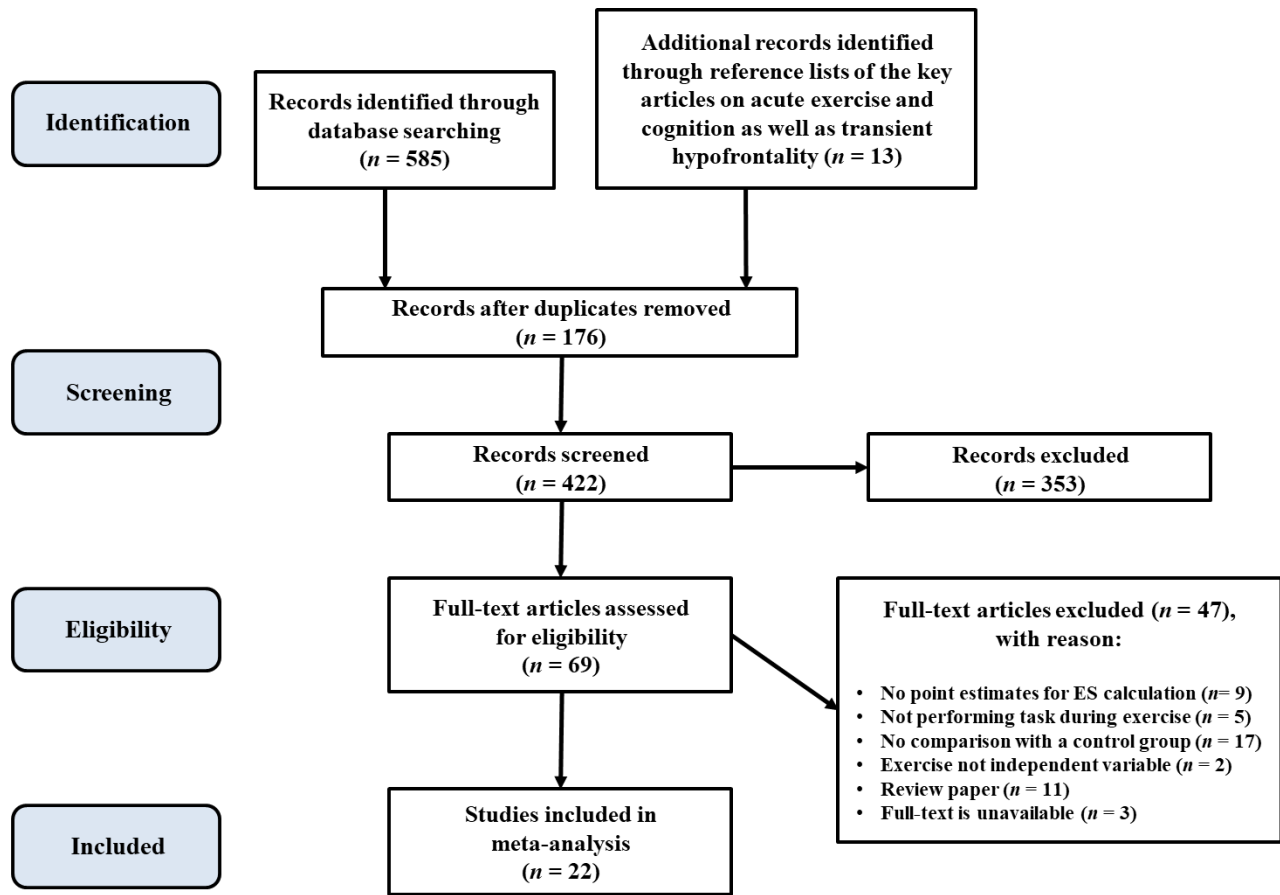 Identification
Records identified through
database searching
(n = 585)
Additional records identified
through reference lists of the key
articles on acute exercise and
cognition as well as transient
hypofrontality (n = 13)
Records after duplicates removed
(n = 176)
Screening
Records screened
(n = 422)
Records excluded
(n = 353)
Eligibility
Full-text articles assessed
for eligibility
(n = 69)
Full-text articles excluded (n = 47),
with reason:
• No point estimates for ES calculation (n= 9)
• Not performing task during exercise (n = 5)
• No comparison with a control group (n = 17)
• Exercise not independent variable (n = 2)
• Review paper (n = 11)
• Full-text is unavailable (n = 3)
Included
Studies included in
meta-analysis
(n = 22)